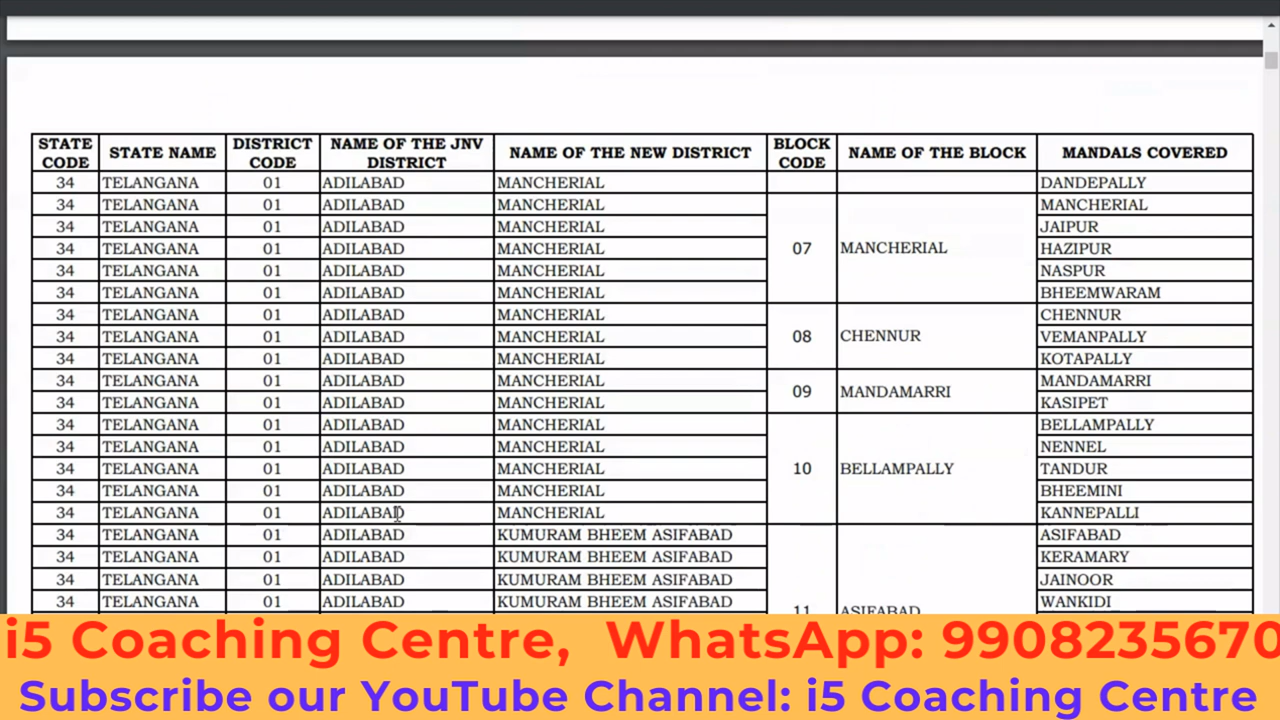 STATE CODE STATE NAME DISTRICT CODE NAME OF THE JNV DISTRICT NAME OF THE NEW DISTRICT BLOCK CODE NAME OF THE BLOCK MANDALS COVERED
34 TELANGANA 01 ADILABAD MANCHERIAL DANDEPALLY
34 TELANGANA 01 ADILABAD MANCHERIAL MANCHERIAL
34 TELANGANA 01 ADILABAD MANCHERIAL JAIPUR
34 TELANGANA 01 ADILABAD MANCHERIAL 07 MANCHERIAL HAZIPUR
34 TELANGANA 01 ADILABAD MANCHERIAL NASPUR
34 TELANGANA 01 ADILABAD MANCHERIAL BHEEMWARAM
34 TELANGANA 01 ADILABAD MANCHERIAL CHENNUR
34 TELANGANA 01 ADILABAD MANCHERIAL 08 CHENNUR VEMANPALLY
34 TELANGANA 01 ADILABAD MANCHERIAL KOTAPALLY
34 TELANGANA 01 ADILABAD MANCHERIAL 09 MANDAMARRI MANDAMARRI
34 TELANGANA 01 ADILABAD MANCHERIAL KASIPET
34 TELANGANA 01 ADILABAD MANCHERIAL BELLAMPALLY
34 TELANGANA 01 ADILABAD MANCHERIAL NENNEL
34 TELANGANA 01 ADILABAD MANCHERIAL 10 BELLAMPALLY TANDUR
34 TELANGANA 01 ADILABAD MANCHERIAL BHEEMINI
34 TELANGANA 01 ADILABAD MANCHERIAL KANNEPALLI
34 TELANGANA 01 ADILABAD KUMURAM BHEEM ASIFABAD ASIFABAD
34 TELANGANA 01 ADILABAD KUMURAM BHEEM ASIFABAD KERAMARY
34 TELANGANA 01 ADILABAD KUMURAM BHEEM ASIFABAD JAINOOR
34 TELANGANA 01 ADILABAD KUMURAM BHEEM ASIFABAD 11 ASIFABAD WANKIDI
i5 Coaching Centre, WhatsApp: 9908235670
Subscribe our YouTube Channel: i5 Coaching Centre